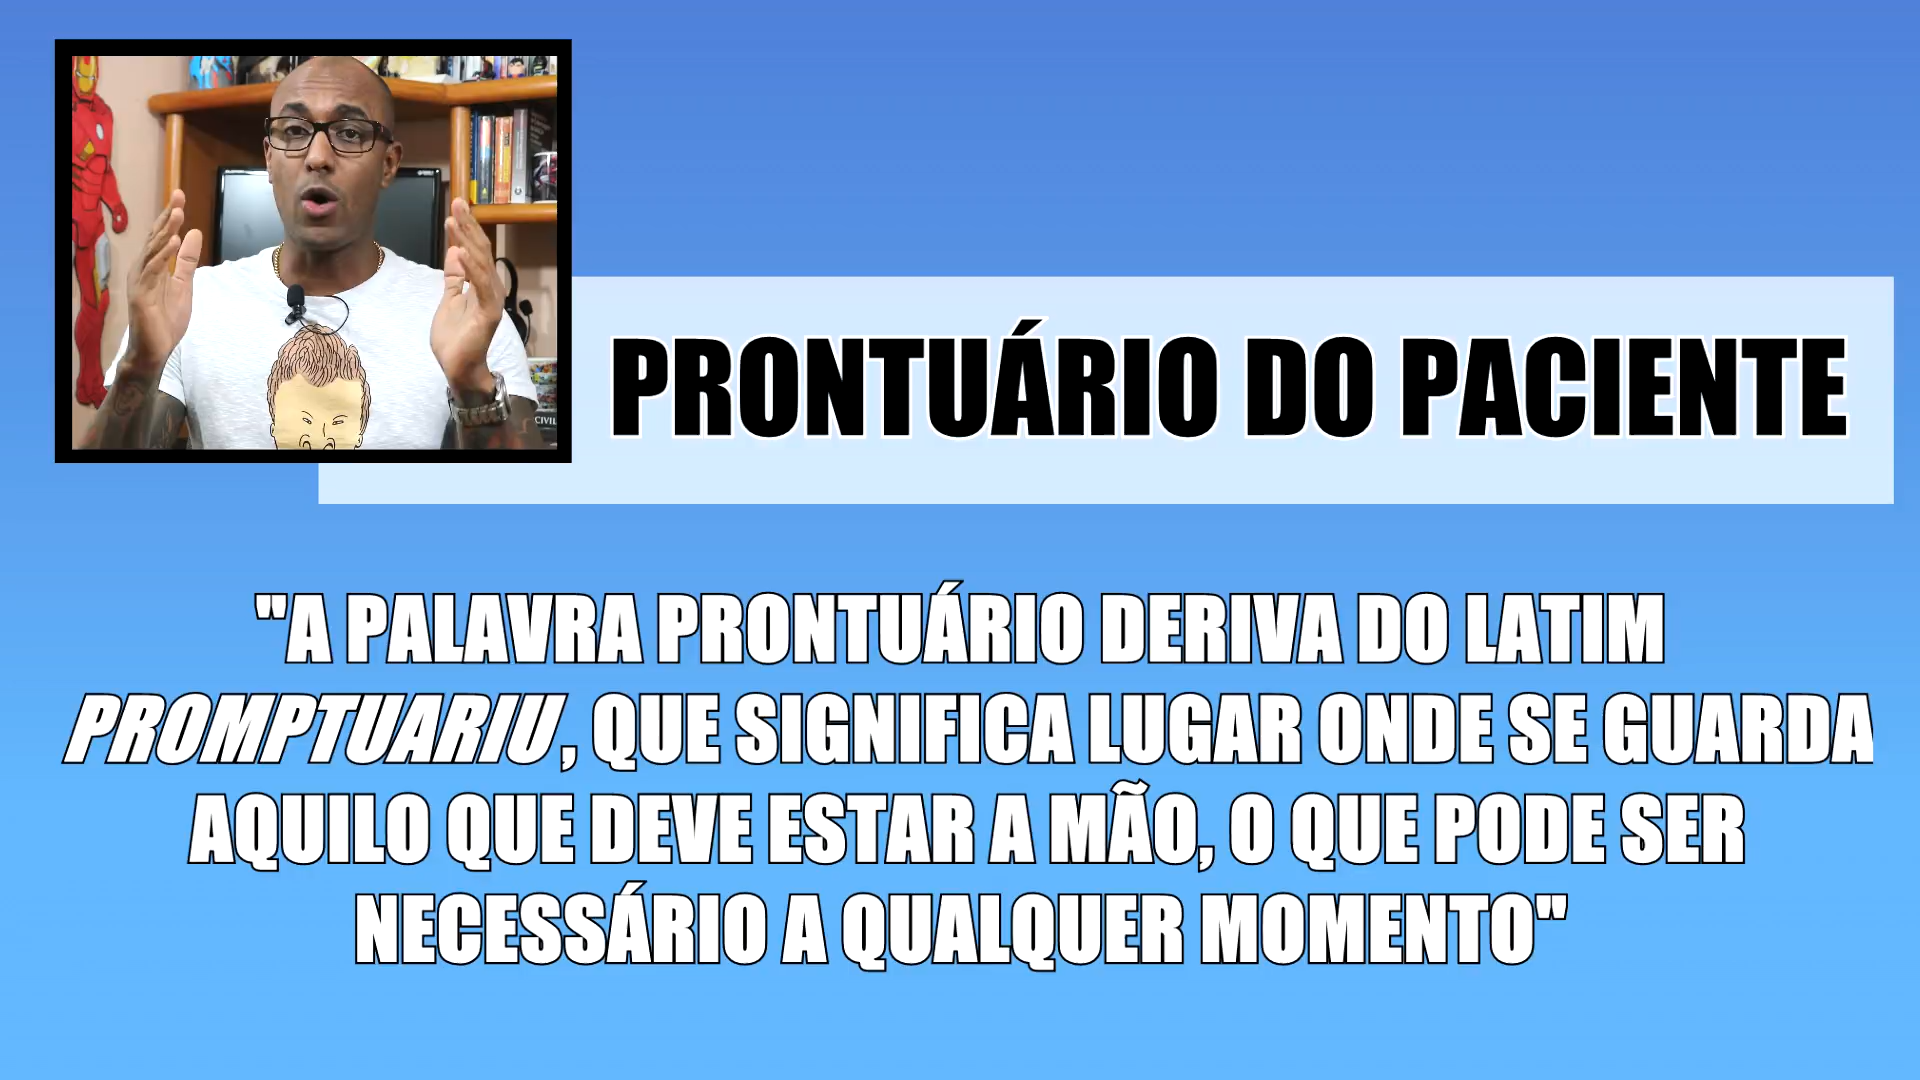 PRONTUÁRIO DO PACIENTE
"A PALAVRA PRONTUÁRIO DERIVA DO LATIM
PROMPTUARIU, QUE SIGNIFICA LUGAR ONDE SE GUARDA
AQUILO QUE DEVE ESTAR A MÃO, O QUE PODE SER
NECESSÁRIO A QUALQUER MOMENTO"
CIVIL